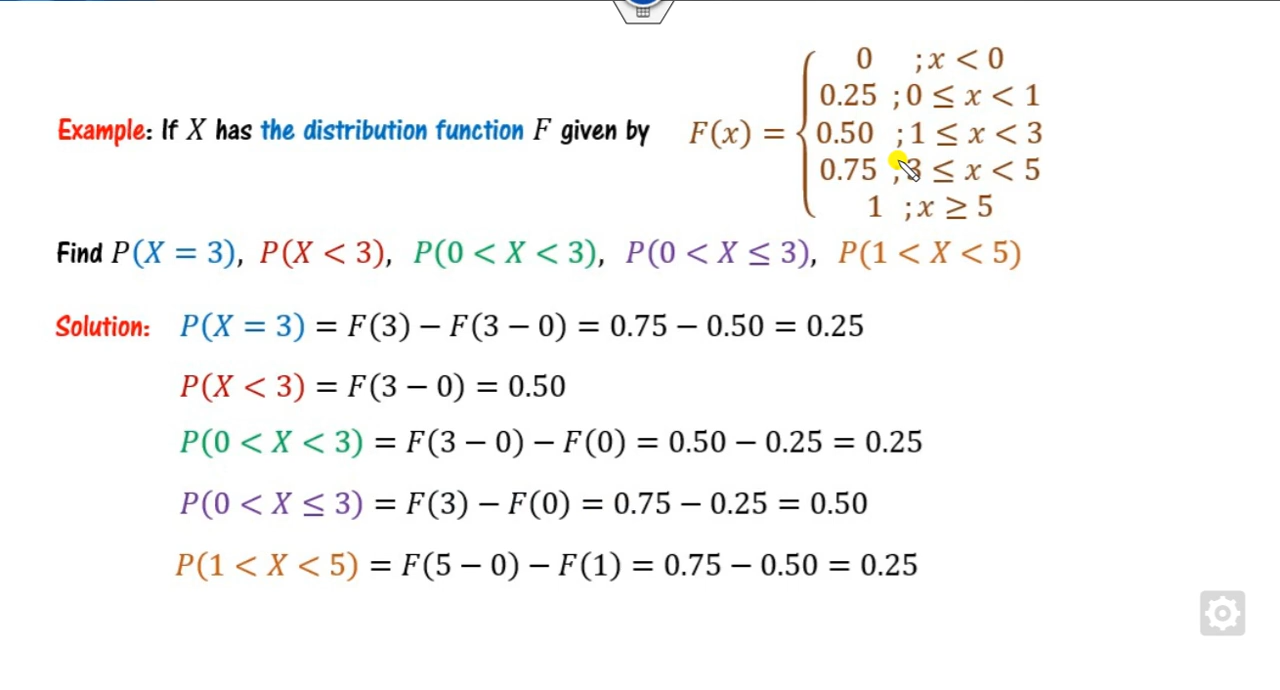 Example: If X has the distribution function F given by F(x) = { 0 ; x < 0
0.25 ; 0 ≤ x < 1
0.50 ; 1 ≤ x < 3
0.75 ; 3 ≤ x < 5
1 ; x ≥ 5
Find P(X = 3), P(X < 3), P(0 < X < 3), P(0 < X ≤ 3), P(1 < X < 5)
Solution: P(X = 3) = F(3) − F(3 − 0) = 0.75 − 0.50 = 0.25
P(X < 3) = F(3 − 0) = 0.50
P(0 < X < 3) = F(3 − 0) − F(0) = 0.50 − 0.25 = 0.25
P(0 < X ≤ 3) = F(3) − F(0) = 0.75 − 0.25 = 0.50
P(1 < X < 5) = F(5 − 0) − F(1) = 0.75 − 0.50 = 0.25